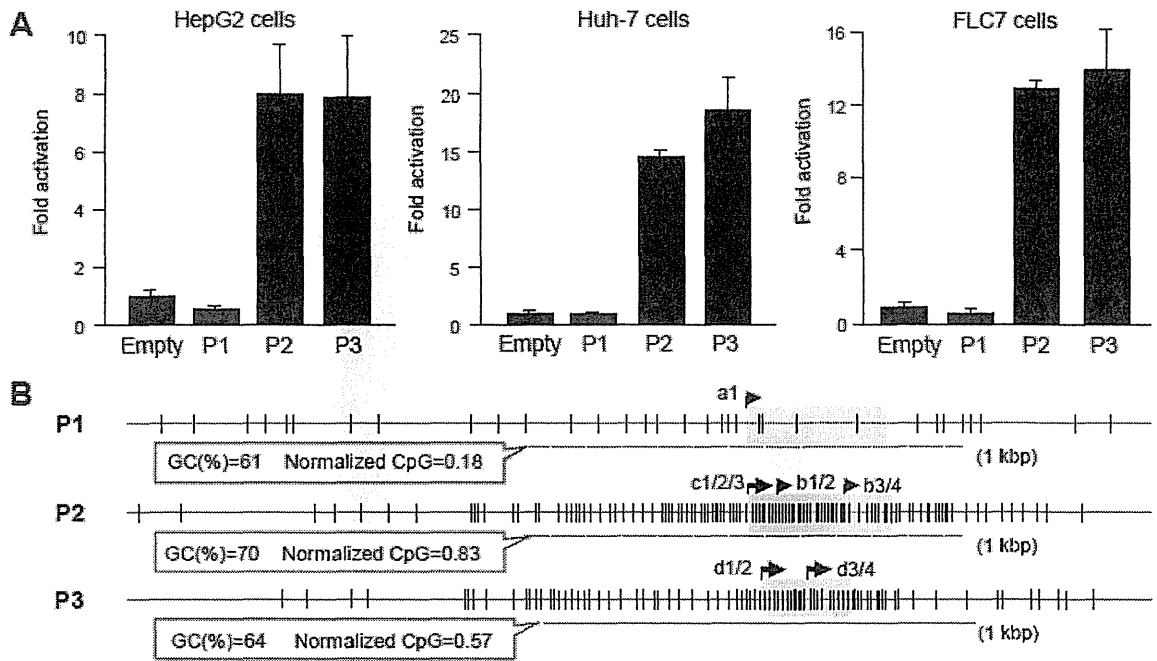 A
HepG2 cells
Fold activation
10
8
6
4
2
0
Empty P1 P2 P3
Huh-7 cells
Fold activation
25
20
15
10
5
0
Empty P1 P2 P3
FLC7 cells
Fold activation
16
12
8
4
0
Empty P1 P2 P3
B
a1
P1
GC(%)=61 Normalized CpG=0.18
(1 kbp)
c1/2/3 b1/2 b3/4
P2
GC(%)=70 Normalized CpG=0.83
(1 kbp)
d1/2 d3/4
P3
GC(%)=64 Normalized CpG=0.57
(1 kbp)